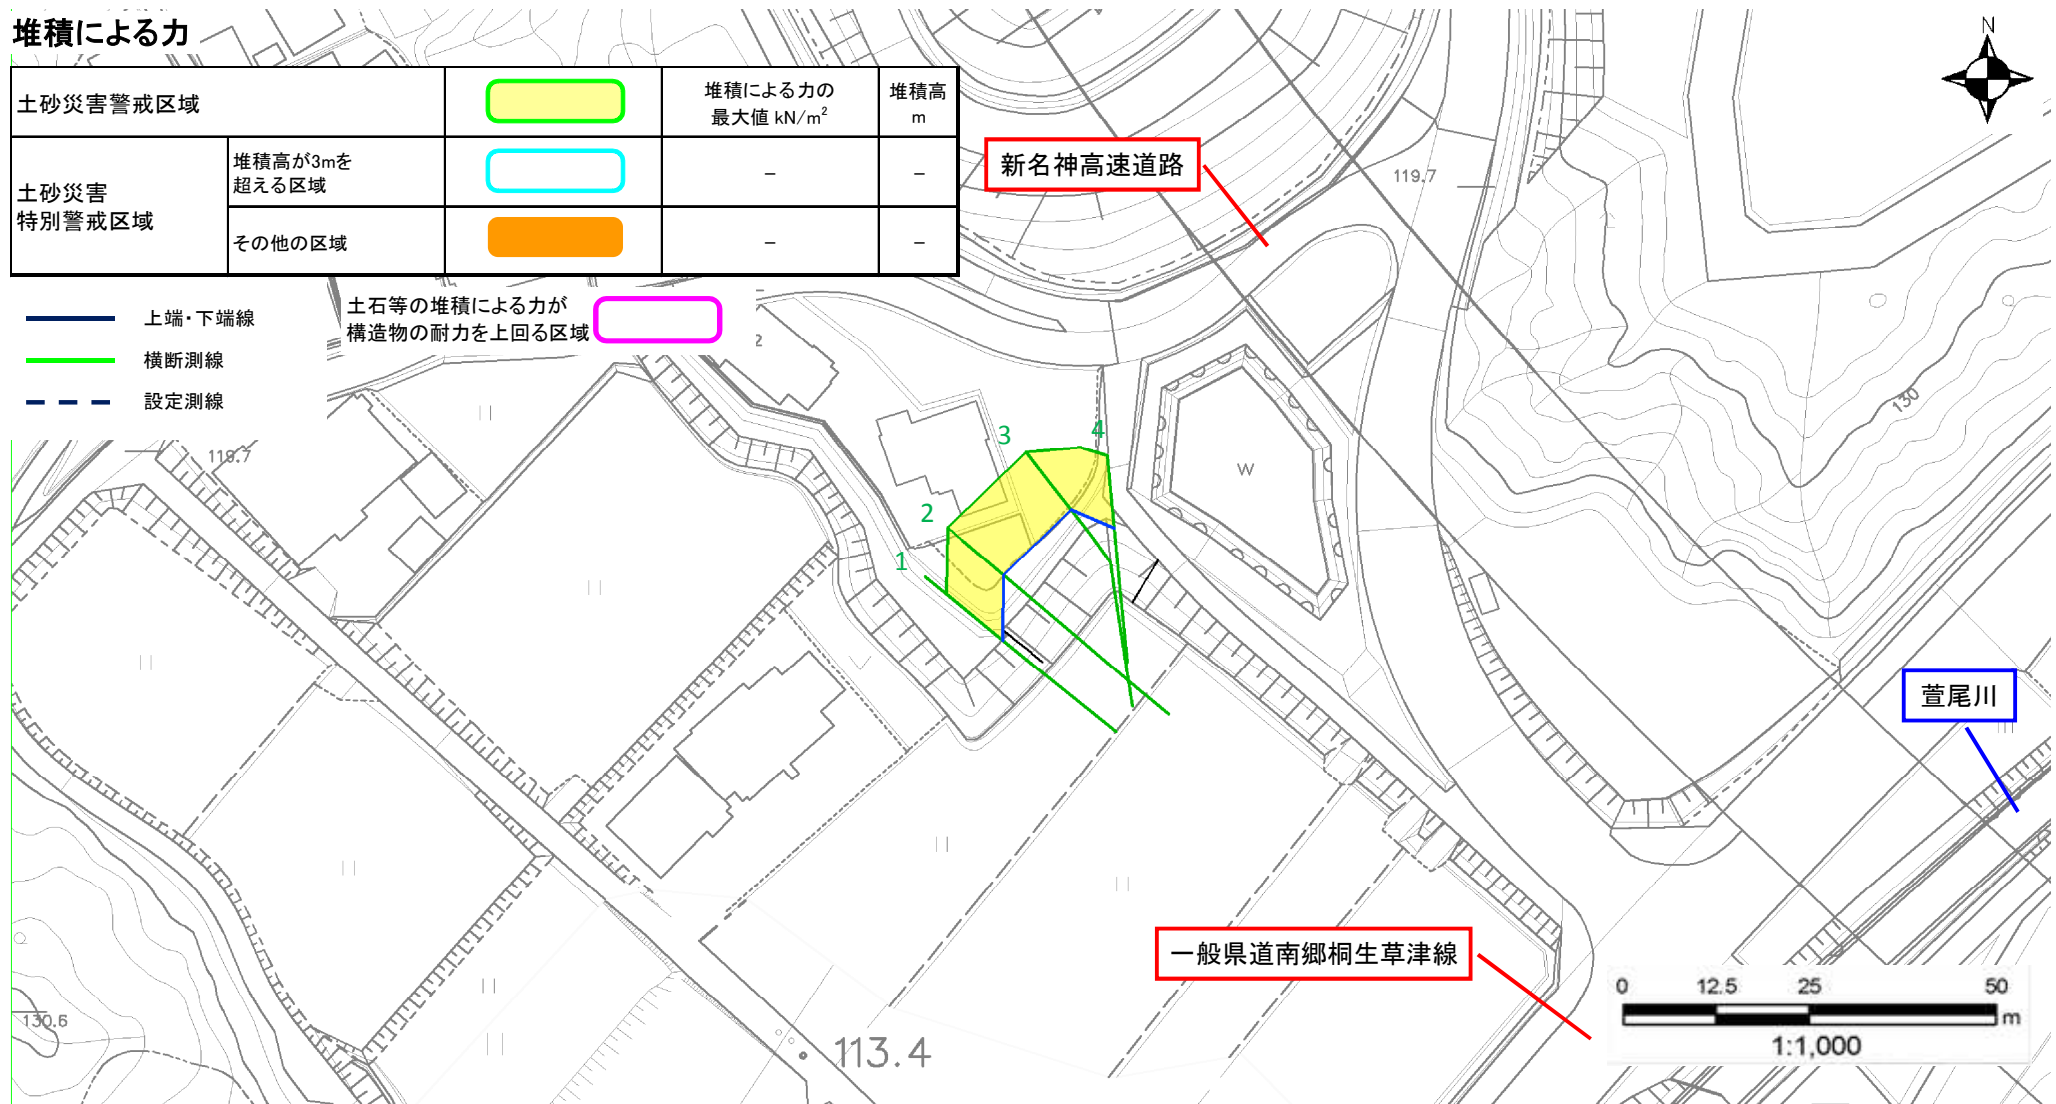 堆積による力
土砂災害警戒区域
堆積による力の
最大値 kN/m²
堆積高
m
土砂災害
特別警戒区域
堆積高が3mを
超える区域
－
－
その他の区域
－
－
上端・下端線
横断測線
設定測線
土石等の堆積による力が
構造物の耐力を上回る区域
N
新名神高速道路
119.7
130
119.7
W
1
2
3
4
萱尾川
一般県道南郷桐生草津線
130.6
113.4
0 12.5 25 50
m
1:1,000